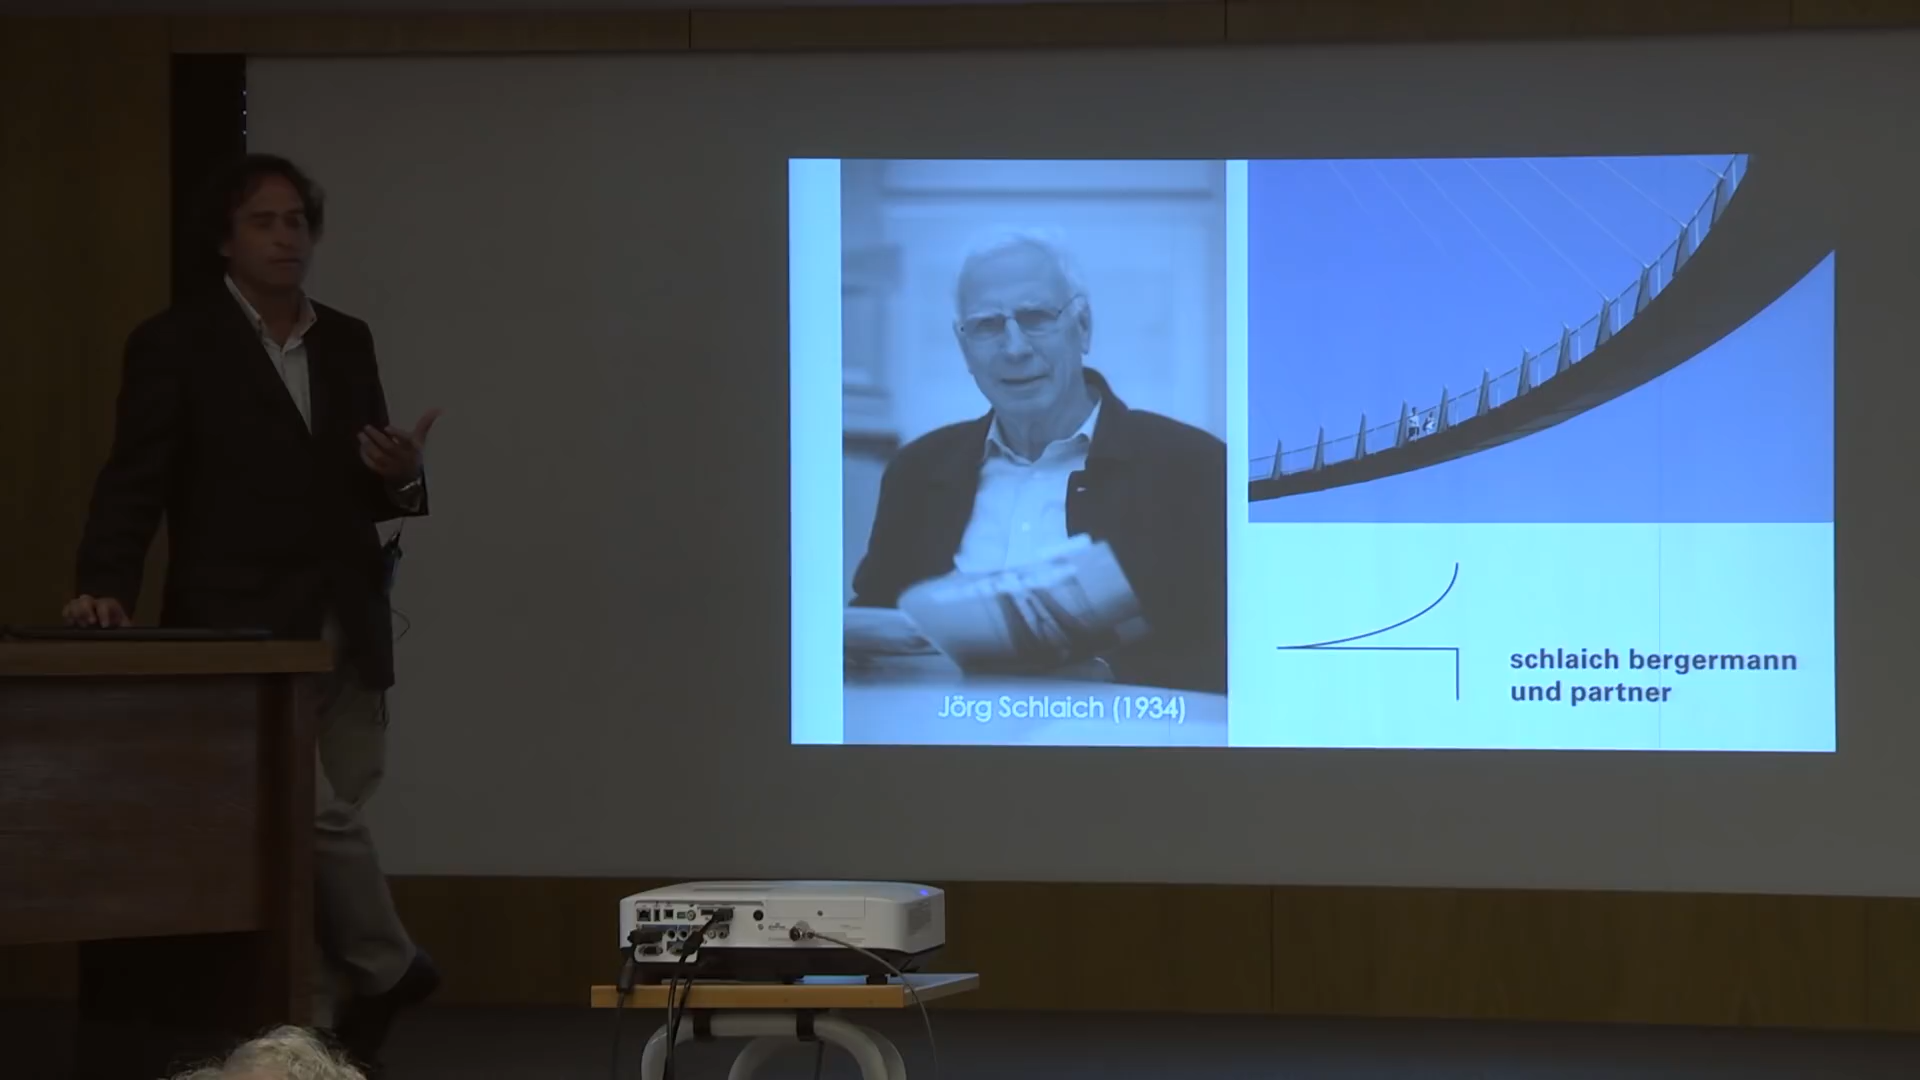 Jörg Schlaich (1934)
schlaich bergermann
und partner